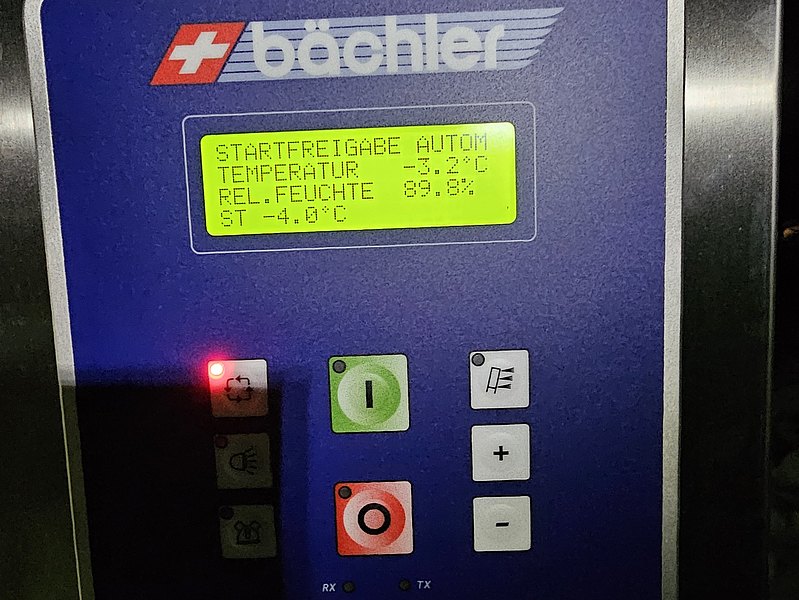 bächler
STARTFREIGABE AUTOM
TEMPERATUR -3.2°C
REL.FEUCHTE 89.8%
ST -4.0°C
I
+
O
-
RX TX